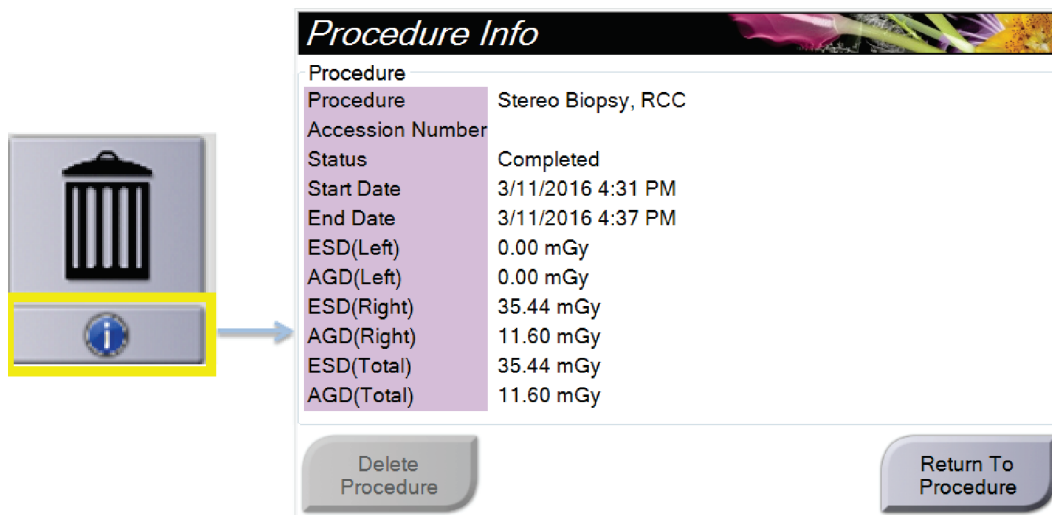 Procedure Info
Procedure
Procedure Stereo Biopsy, RCC
Accession Number
Status Completed
Start Date 3/11/2016 4:31 PM
End Date 3/11/2016 4:37 PM
ESD(Left) 0.00 mGy
AGD(Left) 0.00 mGy
ESD(Right) 35.44 mGy
AGD(Right) 11.60 mGy
ESD(Total) 35.44 mGy
AGD(Total) 11.60 mGy
Delete
Procedure
Return To
Procedure